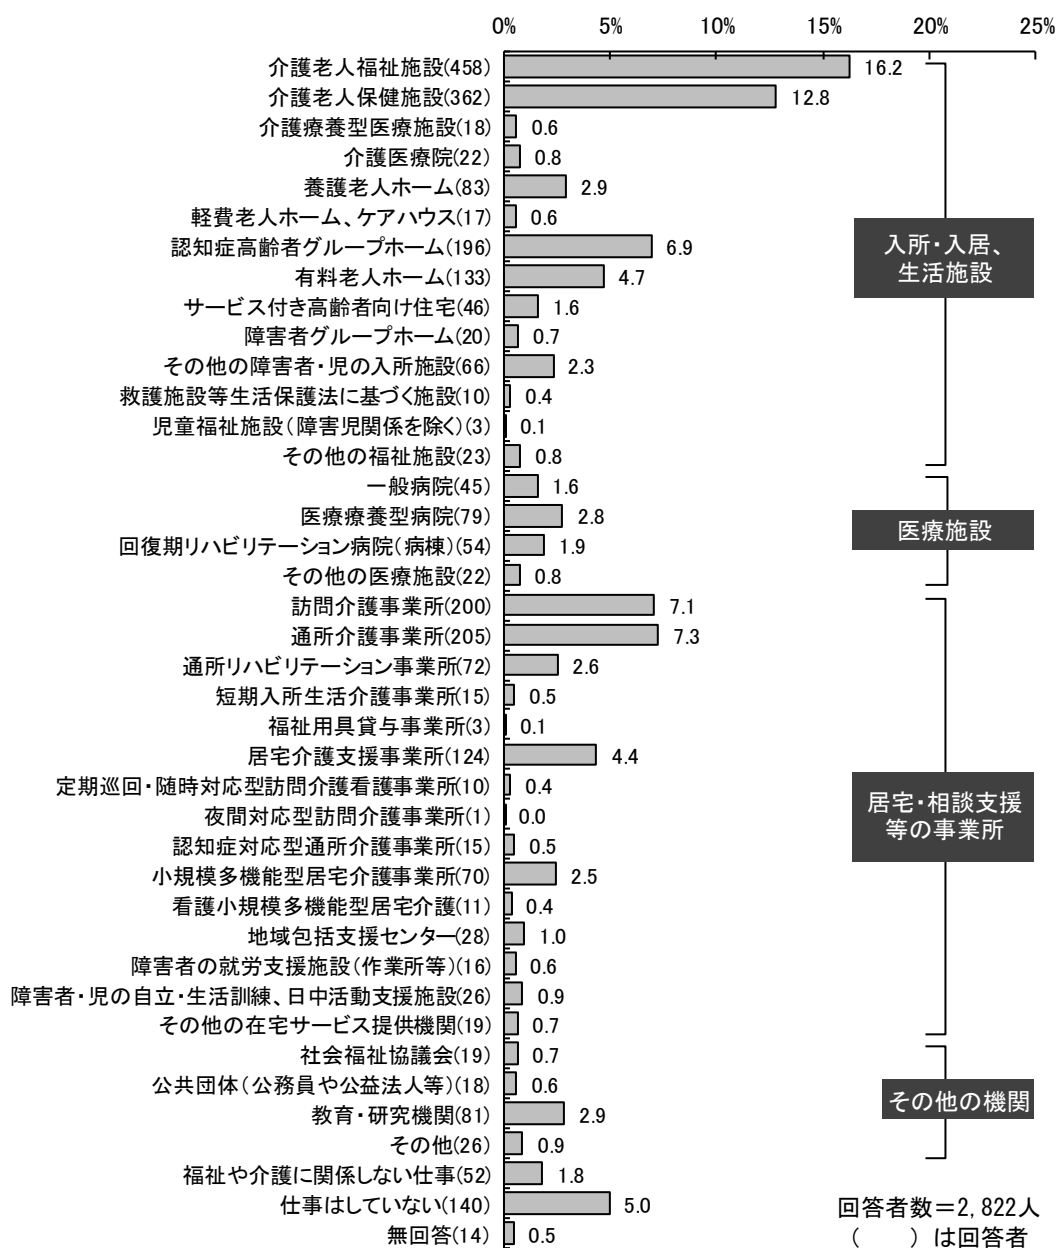 0% 5% 10% 15% 20% 25%
介護老人福祉施設(458) 16.2
介護老人保健施設(362) 12.8
介護療養型医療施設(18) 0.6
介護医療院(22) 0.8
養護老人ホーム(83) 2.9
軽費老人ホーム、ケアハウス(17) 0.6
認知症高齢者グループホーム(196) 6.9
有料老人ホーム(133) 4.7
サービス付き高齢者向け住宅(46) 1.6
障害者グループホーム(20) 0.7
その他の障害者・児の入所施設(66) 2.3
救護施設等生活保護法に基づく施設(10) 0.4
児童福祉施設(障害児関係を除く)(3) 0.1
その他の福祉施設(23) 0.8
入所・入居、
生活施設
一般病院(45) 1.6
医療療養型病院(79) 2.8
回復期リハビリテーション病院(病棟)(54) 1.9
その他の医療施設(22) 0.8
医療施設
訪問介護事業所(200) 7.1
通所介護事業所(205) 7.3
通所リハビリテーション事業所(72) 2.6
短期入所生活介護事業所(15) 0.5
福祉用具貸与事業所(3) 0.1
居宅介護支援事業所(124) 4.4
定期巡回・随時対応型訪問介護看護事業所(10) 0.4
夜間対応型訪問介護事業所(1) 0.0
認知症対応型通所介護事業所(15) 0.5
小規模多機能型居宅介護事業所(70) 2.5
看護小規模多機能型居宅介護(11) 0.4
地域包括支援センター(28) 1.0
障害者の就労支援施設(作業所等)(16) 0.6
障害者・児の自立・生活訓練、日中活動支援施設(26) 0.9
その他の在宅サービス提供機関(19) 0.7
居宅・相談支援
等の事業所
社会福祉協議会(19) 0.7
公共団体(公務員や公益法人等)(18) 0.6
教育・研究機関(81) 2.9
その他(26) 0.9
その他の機関
福祉や介護に関係しない仕事(52) 1.8
仕事はしていない(140) 5.0
無回答(14) 0.5
回答者数=2,822人
(　　)は回答者